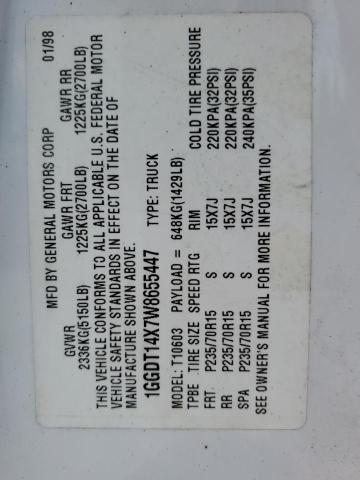 MFD BY GENERAL MOTORS CORP 01/98
GVWR GAWR FRT GAWR RR
2336KG(5150LB) 1225KG(2700LB) 1225KG(2700LB)
THIS VEHICLE CONFORMS TO ALL APPLICABLE U.S. FEDERAL MOTOR
VEHICLE SAFETY STANDARDS IN EFFECT ON THE DATE OF
MANUFACTURE SHOWN ABOVE.
1GGDT14X7W8655447 TYPE: TRUCK
MODEL: T10603 PAYLOAD = 648KG(1429LB)
TPBE TIRE SIZE SPEED RTG RIM COLD TIRE PRESSURE
FRT P235/70R15 S 15X7J 220KPA(32PSI)
RR P235/70R15 S 15X7J 220KPA(32PSI)
SPA P235/70R15 S 15X7J 240KPA(35PSI)
SEE OWNER'S MANUAL FOR MORE INFORMATION.